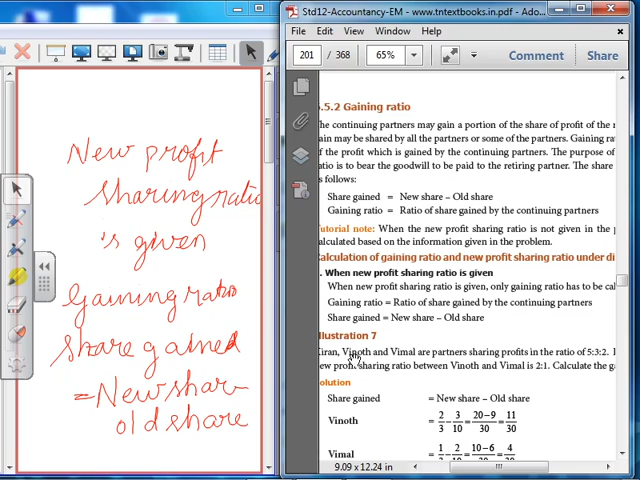 Std12-Accountancy-EM - www.tntextbooks.in.pdf - Ado...
File Edit View Window Help
201 / 368 65% Comment Share
New profit
sharing ratio
is given
Gaining ratio
Share gained
= New shar-
old share
5.5.2 Gaining ratio
The continuing partners may gain a portion of the share of profit of the r
ain may be shared by all the partners or some of the partners. Gaining ra
of the profit which is gained by the continuing partners. The purpose of
ratio is to bear the goodwill to be paid to the retiring partner. The share
s follows:
Share gained = New share – Old share
Gaining ratio = Ratio of share gained by the continuing partners
Tutorial note: When the new profit sharing ratio is not given in the p
alculated based on the information given in the problem.
Calculation of gaining ratio and new profit sharing ratio under di
. When new profit sharing ratio is given
When new profit sharing ratio is given, only gaining ratio has to be cal
Gaining ratio = Ratio of share gained by the continuing partners
Share gained = New share – Old share
Illustration 7
Kiran, Vinoth and Vimal are partners sharing profits in the ratio of 5:3:2.
new profit sharing ratio between Vinoth and Vimal is 2:1. Calculate the ga
Solution
Share gained = New share – Old share
Vinoth = 2/3 – 3/10 = 20–9/30 = 11/30
Vimal = 1/3 – 2/10 = 10–6/30 = 4/30
9.09 x 12.24 in